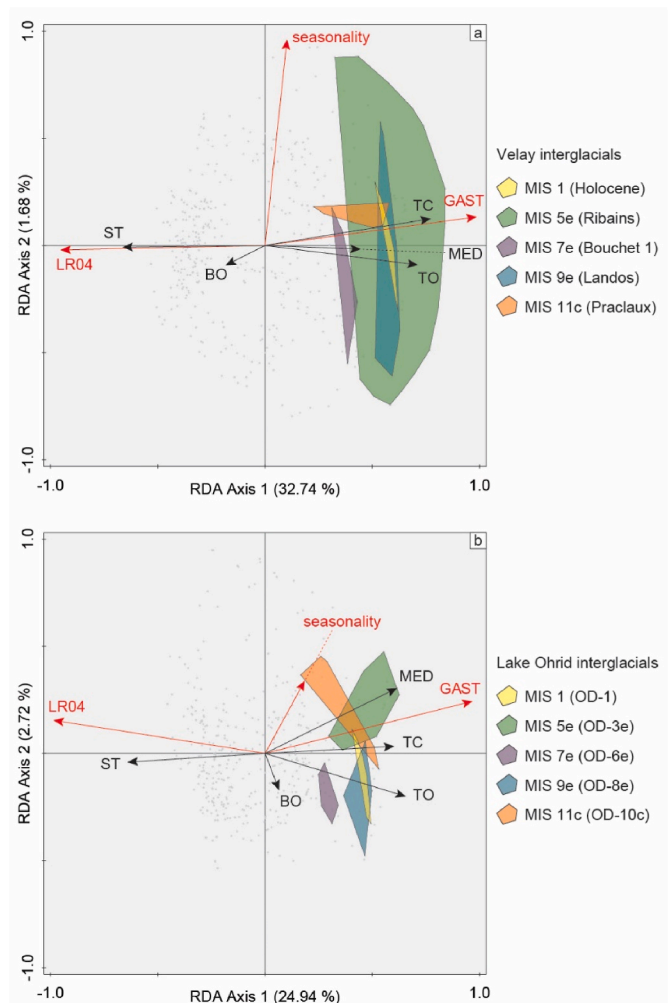 a
1.0
seasonality
GAST
TC
ST
MED
BO
TO
LR04
RDA Axis 2 (1.68 %)
-1.0
-1.0
1.0
RDA Axis 1 (32.74 %)
Velay interglacials
MIS 1 (Holocene)
MIS 5e (Ribains)
MIS 7e (Bouchet 1)
MIS 9e (Landos)
MIS 11c (Praclaux)
b
1.0
seasonality
MED
GAST
LR04
TC
ST
BO
TO
RDA Axis 2 (2.72 %)
-1.0
-1.0
1.0
RDA Axis 1 (24.94 %)
Lake Ohrid interglacials
MIS 1 (OD-1)
MIS 5e (OD-3e)
MIS 7e (OD-6e)
MIS 9e (OD-8e)
MIS 11c (OD-10c)